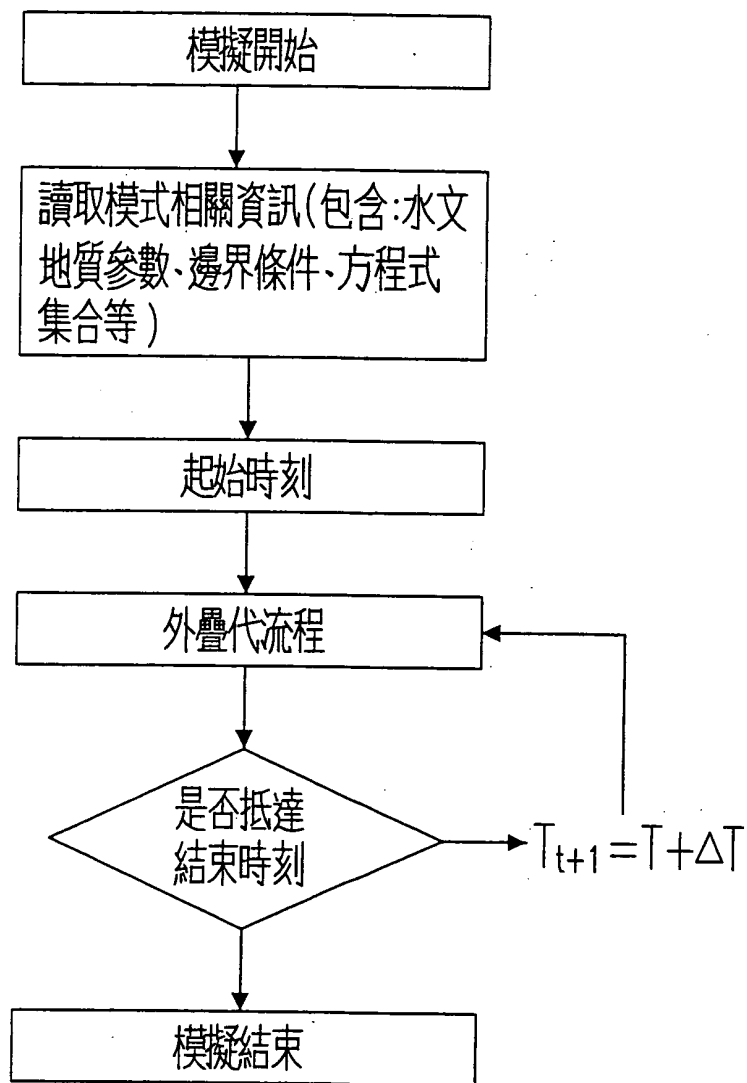 模擬開始
讀取模式相關資訊(包含:水文
地質參數、邊界條件、方程式
集合等)
起始時刻
外疊代流程
是否抵達
結束時刻
T_{t+1}=T+ΔT
模擬結束